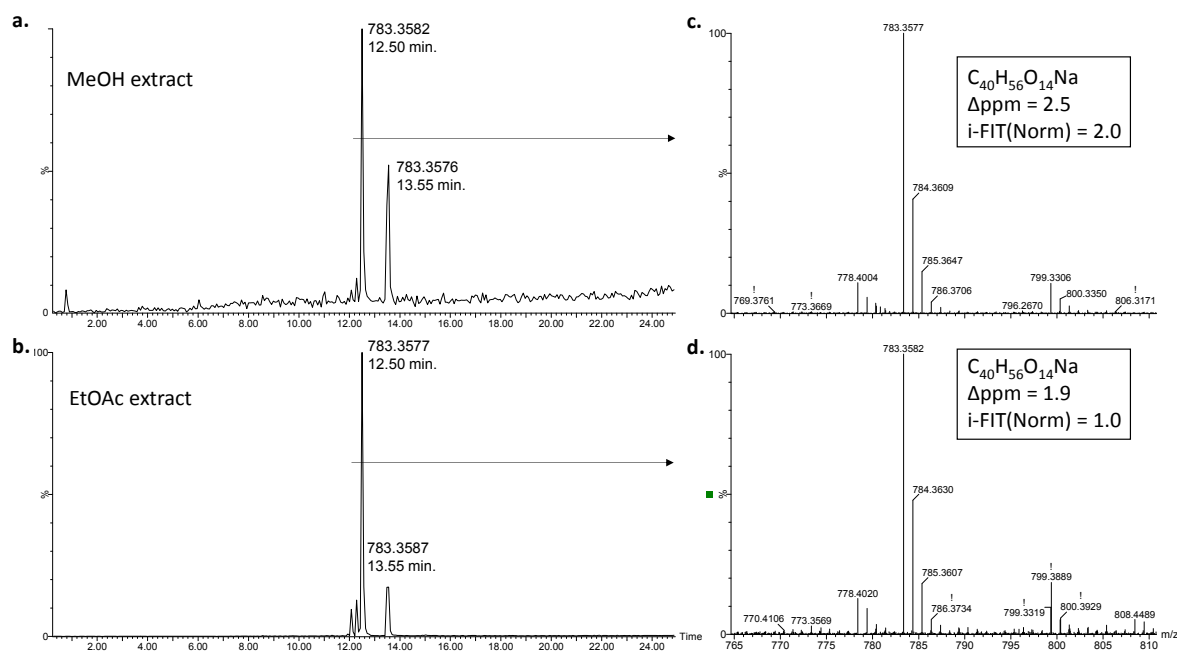 a.
783.3582
12.50 min.
MeOH extract
783.3576
13.55 min.
%
0
2.00 4.00 6.00 8.00 10.00 12.00 14.00 16.00 18.00 20.00 22.00 24.00
b.
100
783.3577
12.50 min.
EtOAc extract
%
783.3587
13.55 min.
0
Time
2.00 4.00 6.00 8.00 10.00 12.00 14.00 16.00 18.00 20.00 22.00 24.00
c.
783.3577
100
C₄₀H₅₆O₁₄Na
Δppm = 2.5
i-FIT(Norm) = 2.0
%
784.3609
785.3647
778.4004
799.3306
!
769.3761
!
773.3669
786.3706
796.2670
800.3350
!
806.3171
0
d.
783.3582
100
C₄₀H₅₆O₁₄Na
Δppm = 1.9
i-FIT(Norm) = 1.0
%
784.3630
785.3607
!
799.3889
778.4020
!
786.3734
!
799.3319
!
800.3929
808.4489
770.4106
773.3569
0
m/z
765 770 775 780 785 790 795 800 805 810